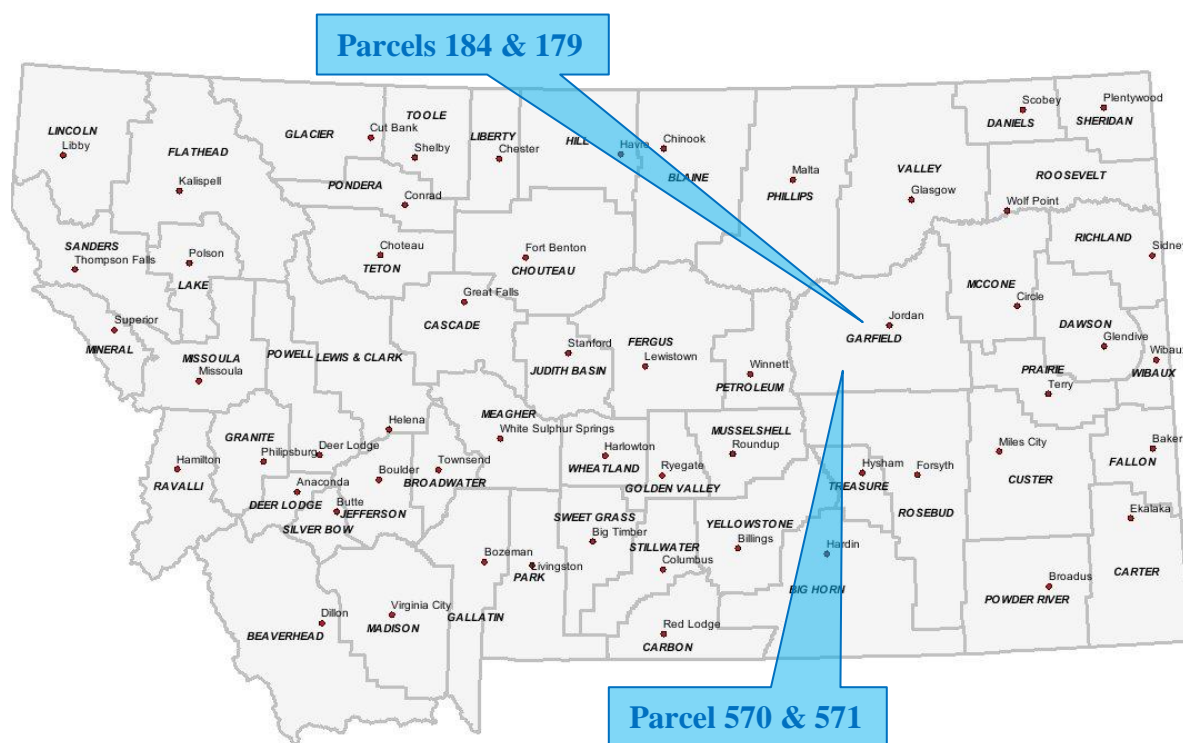 Parcels 184 & 179
Scobey
Plentywood
DANIELS
SHERIDAN
LINCOLN
Libby
FLATHEAD
Kalispell
GLACIER
Cut Bank
TOOLE
Shelby
LIBERTY
Chester
HILL
Havre
Chinook
BLAINE
Malta
PHILLIPS
VALLEY
Glasgow
ROOSEVELT
Wolf Point
PONDERA
Conrad
SANDERS
Thompson Falls
Polson
LAKE
Choteau
TETON
Fort Benton
CHOUTEAU
RICHLAND
Sidney
Great Falls
CASCADE
MCCONE
Circle
Jordan
GARFIELD
DAWSON
Glendive
Wibaux
WIBAUX
Superior
MINERAL
MISSOULA
Missoula
POWELL
LEWIS & CLARK
Stanford
JUDITH BASIN
FERGUS
Lewistown
Winnett
PETROLEUM
PRAIRIE
Terry
Helena
MEAGHER
White Sulphur Springs
MUSSELSHELL
Roundup
GRANITE
Philipsburg
Deer Lodge
Hamilton
RAVALLI
Boulder
Townsend
BROADWATER
Harlowton
WHEATLAND
Ryegate
GOLDEN VALLEY
Hysham
TREASURE
Forsyth
ROSEBUD
Miles City
CUSTER
Baker
FALLON
Anaconda
DEER LODGE
Butte
SILVER BOW
JEFFERSON
SWEET GRASS
Big Timber
YELLOWSTONE
Billings
STILLWATER
Columbus
Hardin
BIG HORN
Ekalaka
CARTER
Bozeman
Livingston
PARK
GALLATIN
Broadus
POWDER RIVER
Dillon
BEAVERHEAD
Virginia City
MADISON
Red Lodge
CARBON
Parcel 570 & 571